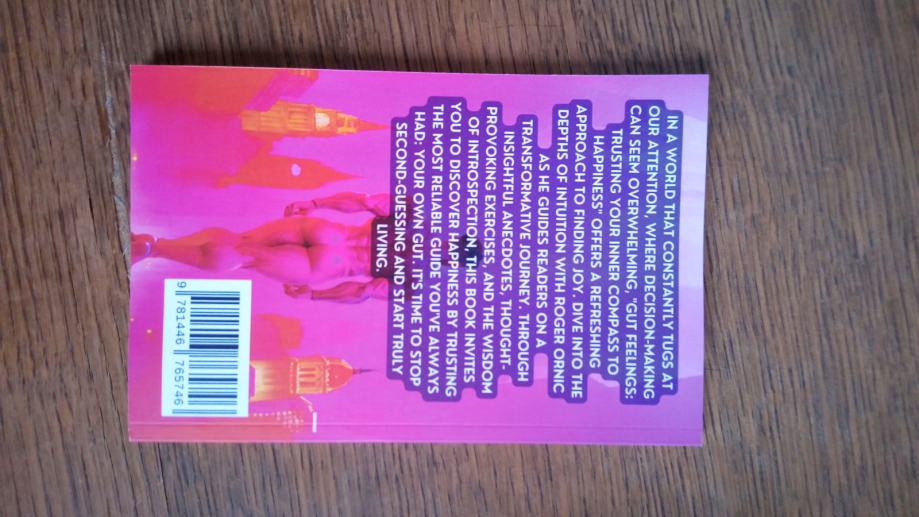 IN A WORLD THAT CONSTANTLY TUGS AT
OUR ATTENTION, WHERE DECISION-MAKING
CAN SEEM OVERWHELMING, "GUT FEELINGS:
TRUSTING YOUR INNER COMPASS TO
HAPPINESS" OFFERS A REFRESHING
APPROACH TO FINDING JOY. DIVE INTO THE
DEPTHS OF INTUITION WITH ROGER ORNIC
AS HE GUIDES READERS ON A
TRANSFORMATIVE JOURNEY. THROUGH
INSIGHTFUL ANECDOTES, THOUGHT-
PROVOKING EXERCISES, AND THE WISDOM
OF INTROSPECTION, THIS BOOK INVITES
YOU TO DISCOVER HAPPINESS BY TRUSTING
THE MOST RELIABLE GUIDE YOU'VE ALWAYS
HAD: YOUR OWN GUT. IT'S TIME TO STOP
SECOND-GUESSING AND START TRULY
LIVING.
9 781446 765746